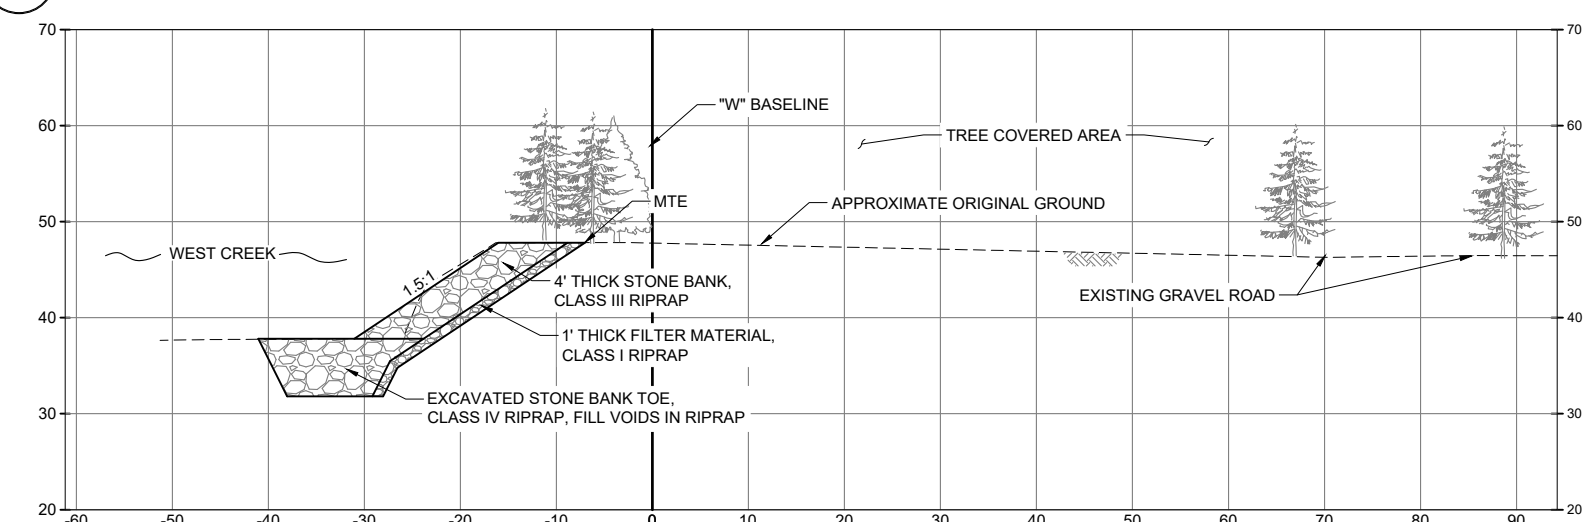 70
70
60
"W" BASELINE
TREE COVERED AREA
60
MTE
APPROXIMATE ORIGINAL GROUND
50
50
WEST CREEK
1.5:1
4' THICK STONE BANK,
CLASS III RIPRAP
EXISTING GRAVEL ROAD
40
40
1' THICK FILTER MATERIAL,
CLASS I RIPRAP
EXCAVATED STONE BANK TOE,
CLASS IV RIPRAP, FILL VOIDS IN RIPRAP
30
30
20
20
-60 -50 -40 -30 -20 -10 0 10 20 30 40 50 60 70 80 90